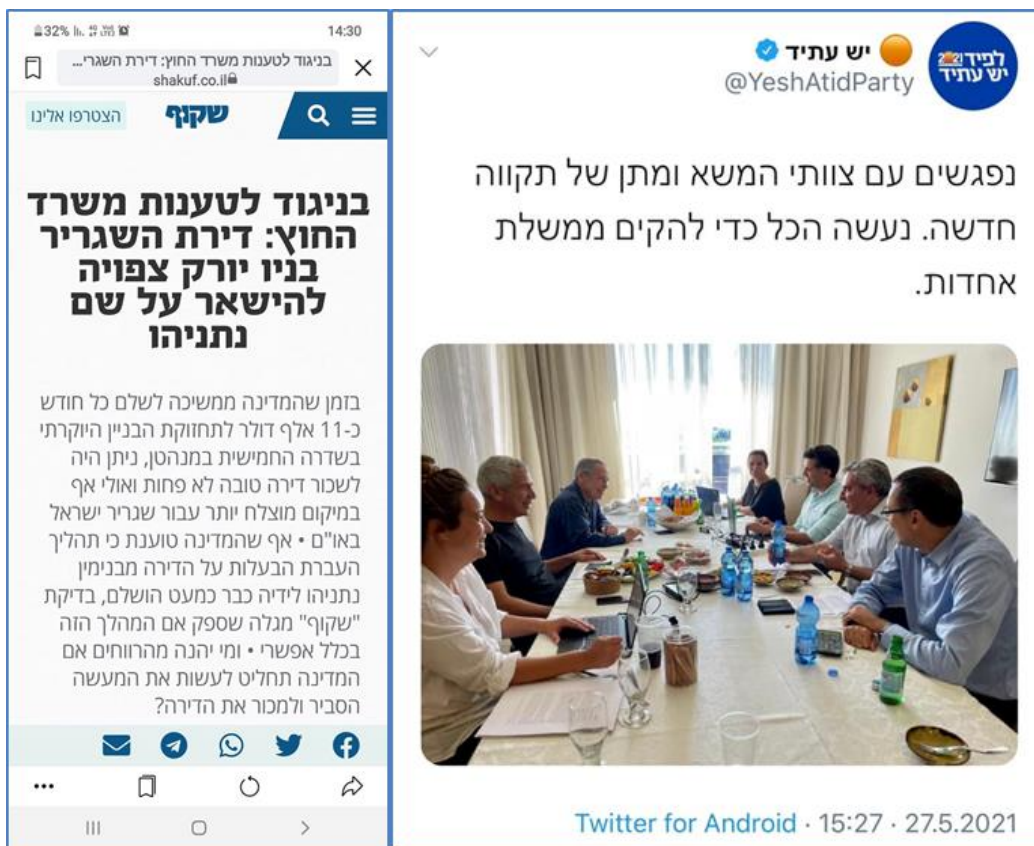 32%
14:30
בניגוד לטענות משרד החוץ: דירת השגרי...
shakuf.co.il
שקוף
הצטרפו אלינו
בניגוד לטענות משרד
החוץ: דירת השגריר
בניו יורק צפויה
להישאר על שם
נתניהו
בזמן שהמדינה ממשיכה לשלם כל חודש
כ-11 אלף דולר לתחזוקת הבניין היוקרתי
בשדרה החמישית במנהטן, ניתן היה
לשכור דירה טובה לא פחות ואולי אף
במיקום מוצלח יותר עבור שגריר ישראל
באו"ם • אף שהמדינה טוענת כי תהליך
העברת הבעלות על הדירה מבנימין
נתניהו לידיה כבר כמעט הושלם, בדיקת
"שקוף" מגלה שספק אם המהלך הזה
בכלל אפשרי • ומי יהנה מהרווחים אם
המדינה תחליט לעשות את המעשה
הסביר ולמכור את הדירה?
יש עתיד
@YeshAtidParty
לפיד 2021
יש עתיד
נפגשים עם צוותי המשא ומתן של תקווה
חדשה. נעשה הכל כדי להקים ממשלת
אחדות.
Twitter for Android · 15:27 · 27.5.2021